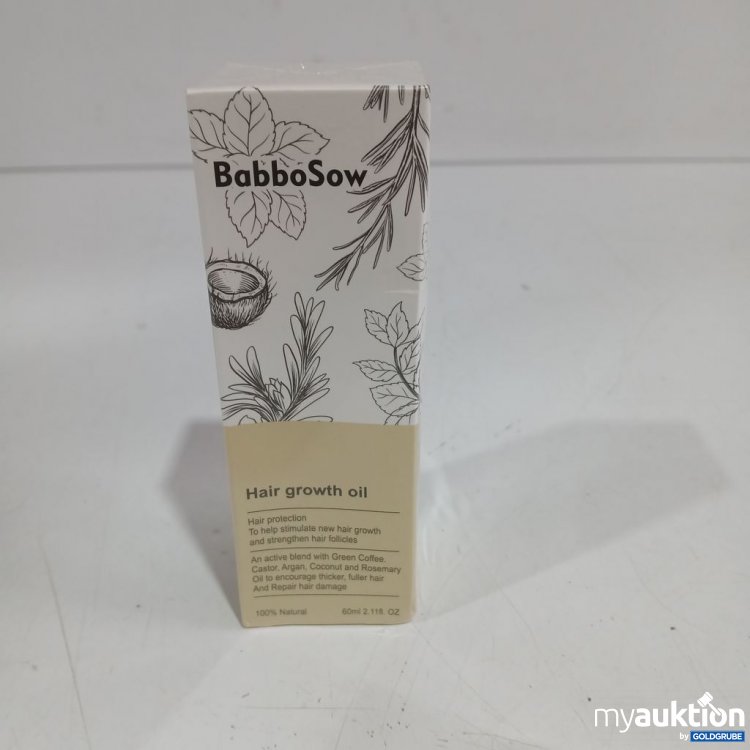 BabboSow
Hair growth oil
Hair protection
To help stimulate new hair growth
and strengthen hair follicles
An active blend with Green Coffee,
Castor, Argan, Coconut and Rosemary
Oil to encourage thicker, fuller hair
And Repair hair damage
100% Natural 60ml 2.118 OZ
myauktion
by GOLDGRUBE